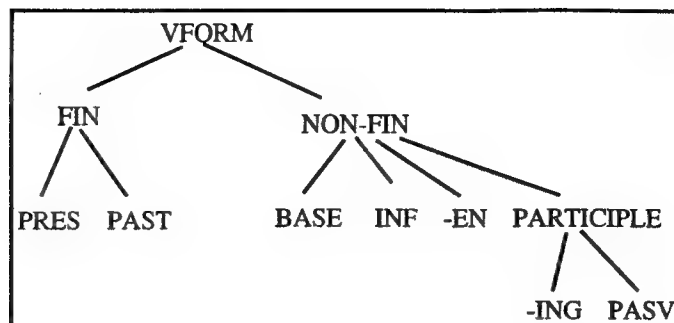 VFORM
FIN NON-FIN
PRES PAST BASE INF -EN PARTICIPLE
-ING PASV